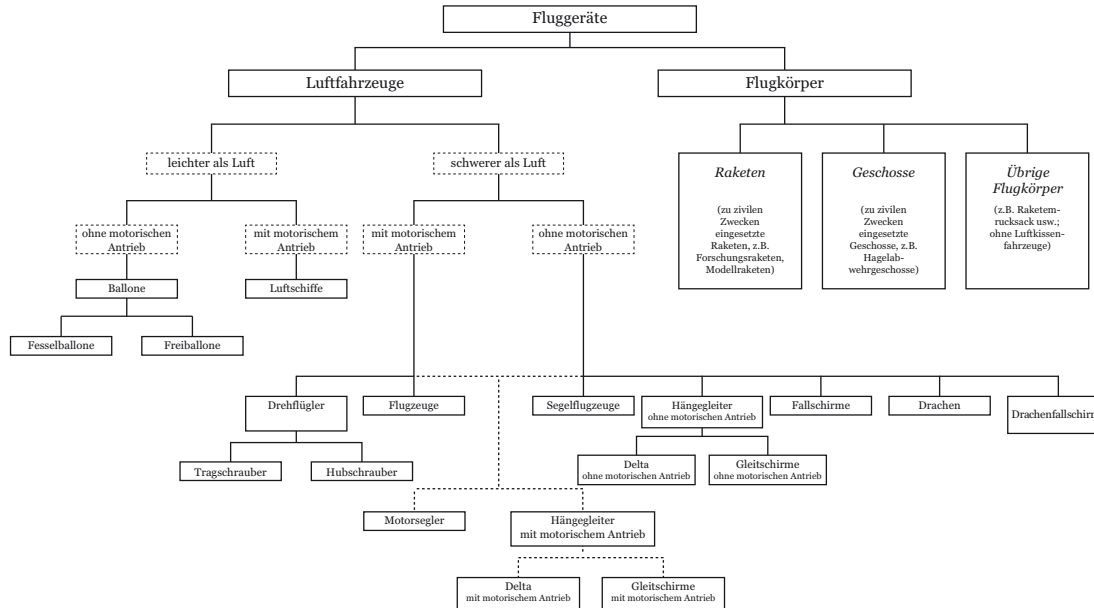 Fluggeräte
Luftfahrzeuge
Flugkörper
leichter als Luft
schwerer als Luft
Raketen
(zu zivilen
Zwecken
eingesetzte
Raketen, z.B.
Forschungsraketen,
Modellraketen)
Geschosse
(zu zivilen
Zwecken
eingesetzte
Geschosse, z.B.
Hagelab-
wehrgeschosse)
Übrige
Flugkörper
(z.B. Raketem-
rucksack usw.;
ohne Luftkissen-
fahrzeuge)
ohne motorischen
Antrieb
mit motorischem
Antrieb
mit motorischem
Antrieb
ohne motorischen
Antrieb
Ballone
Luftschiffe
Fesselballone
Freiballone
Drehflügler
Flugzeuge
Segelflugzeuge
Hängegleiter
ohne motorischen Antrieb
Fallschirme
Drachen
Drachenfallschirm
Tragschrauber
Hubschrauber
Delta
ohne motorischen Antrieb
Gleitschirme
ohne motorischen Antrieb
Motorsegler
Hängegleiter
mit motorischem Antrieb
Delta
mit motorischem Antrieb
Gleitschirme
mit motorischem Antrieb